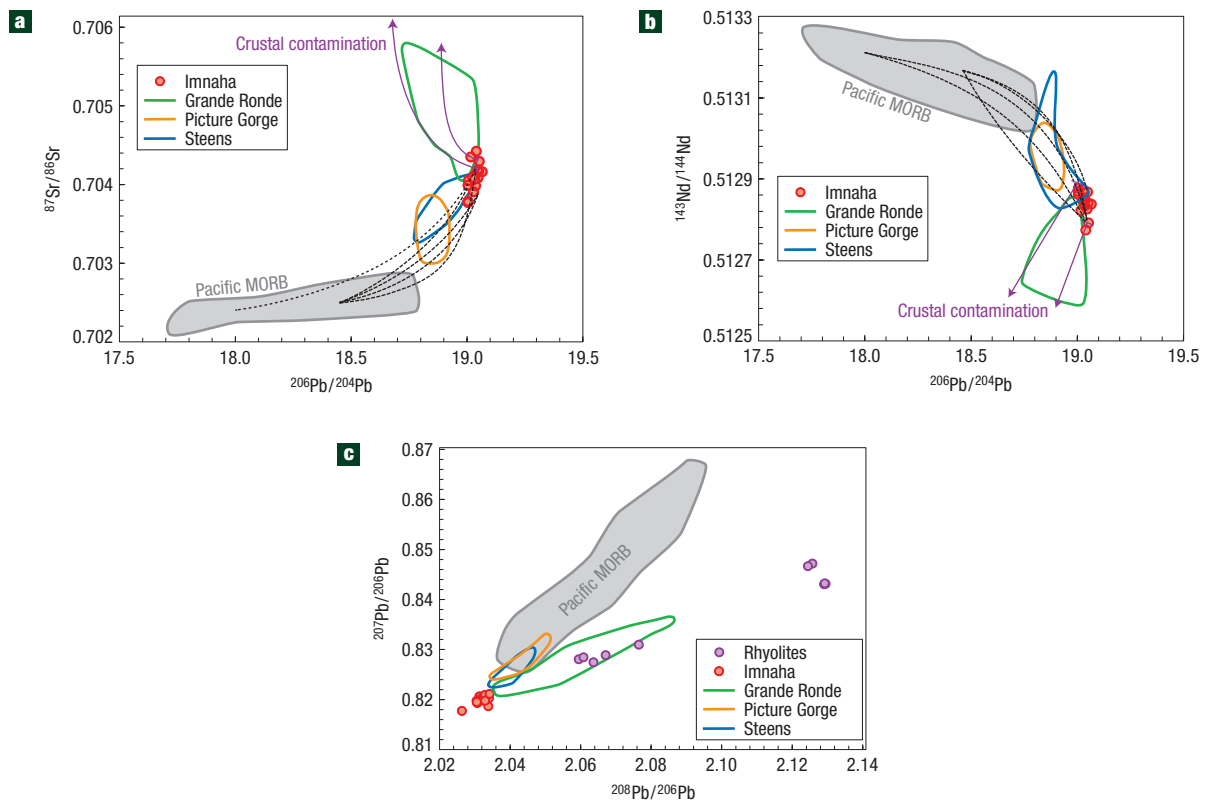 a
0.706
0.705
0.704
0.703
0.702
⁸⁷Sr/⁸⁶Sr
Crustal contamination
Imnaha
Grande Ronde
Picture Gorge
Steens
Pacific MORB
17.5 18.0 18.5 19.0 19.5
²⁰⁶Pb/²⁰⁴Pb
b
0.5133
0.5131
0.5129
0.5127
0.5125
¹⁴³Nd/¹⁴⁴Nd
Pacific MORB
Imnaha
Grande Ronde
Picture Gorge
Steens
Crustal contamination
17.5 18.0 18.5 19.0 19.5
²⁰⁶Pb/²⁰⁴Pb
c
0.87
0.86
0.85
0.84
0.83
0.82
0.81
²⁰⁷Pb/²⁰⁶Pb
Pacific MORB
Rhyolites
Imnaha
Grande Ronde
Picture Gorge
Steens
2.02 2.04 2.06 2.08 2.10 2.12 2.14
²⁰⁸Pb/²⁰⁶Pb